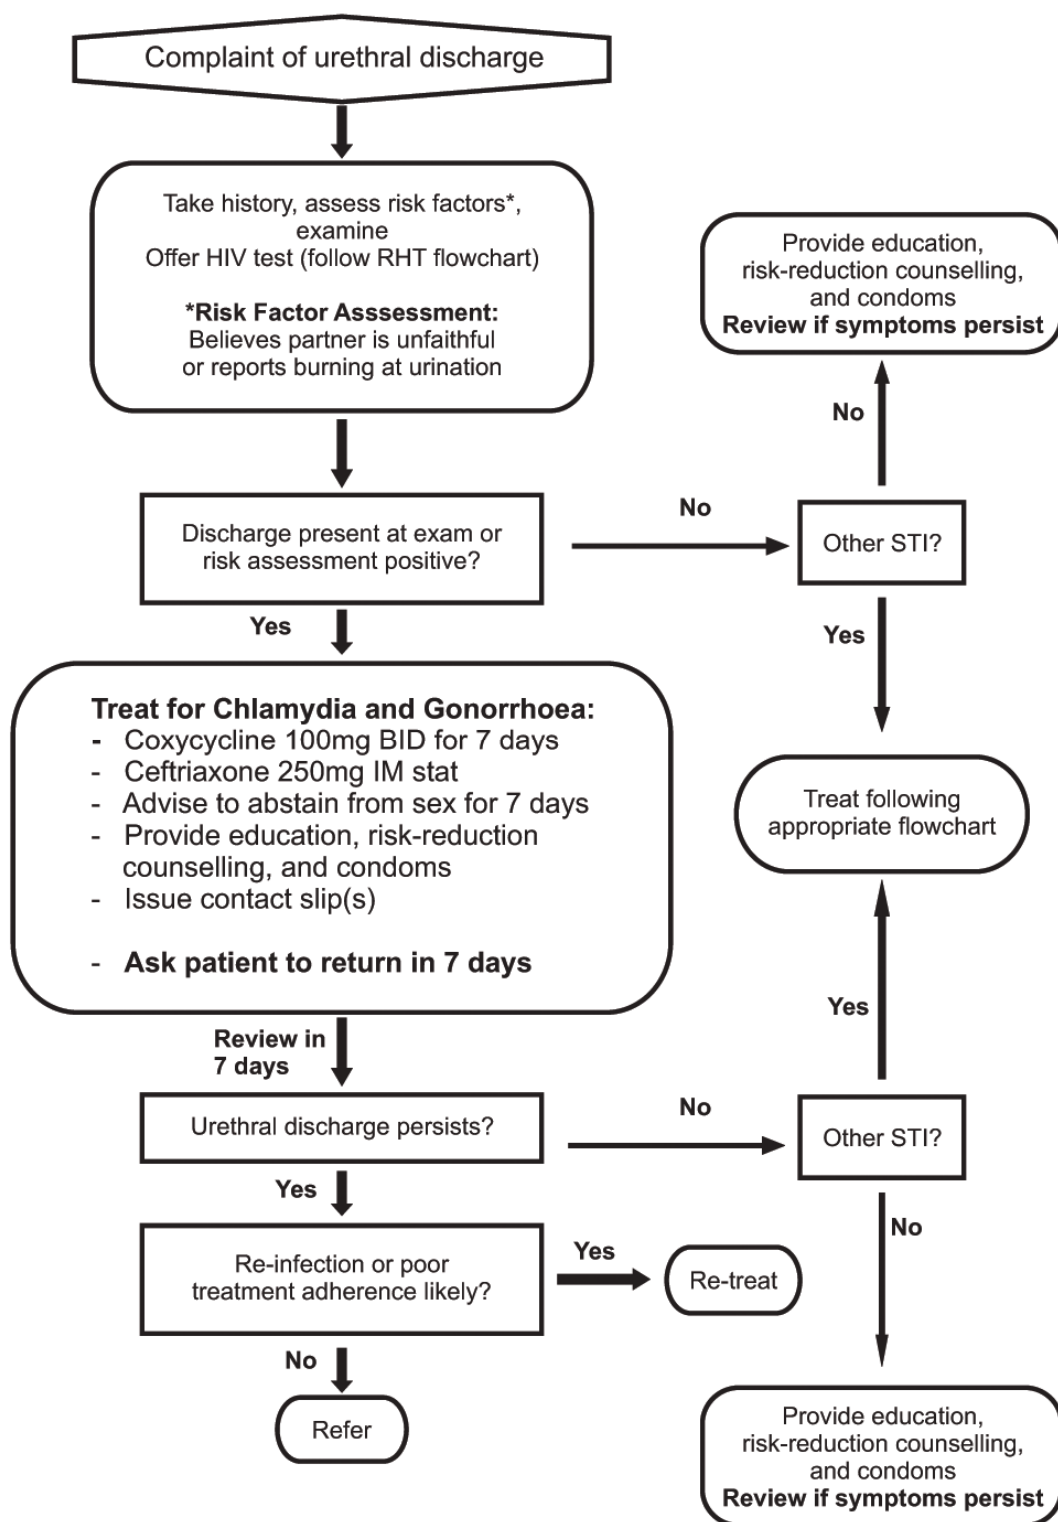 Complaint of urethral discharge
Take history, assess risk factors*,
examine
Offer HIV test (follow RHT flowchart)
*Risk Factor Asssessment:
Believes partner is unfaithful
or reports burning at urination
Discharge present at exam or
risk assessment positive?
No
Other STI?
No
Provide education,
risk-reduction counselling,
and condoms
Review if symptoms persist
Yes
Treat following
appropriate flowchart
Yes
Treat for Chlamydia and Gonorrhoea:
- Coxycycline 100mg BID for 7 days
- Ceftriaxone 250mg IM stat
- Advise to abstain from sex for 7 days
- Provide education, risk-reduction
counselling, and condoms
- Issue contact slip(s)
- Ask patient to return in 7 days
Review in
7 days
Urethral discharge persists?
No
Other STI?
Yes
No
Provide education,
risk-reduction counselling,
and condoms
Review if symptoms persist
Yes
Re-infection or poor
treatment adherence likely?
Yes
Re-treat
No
Refer